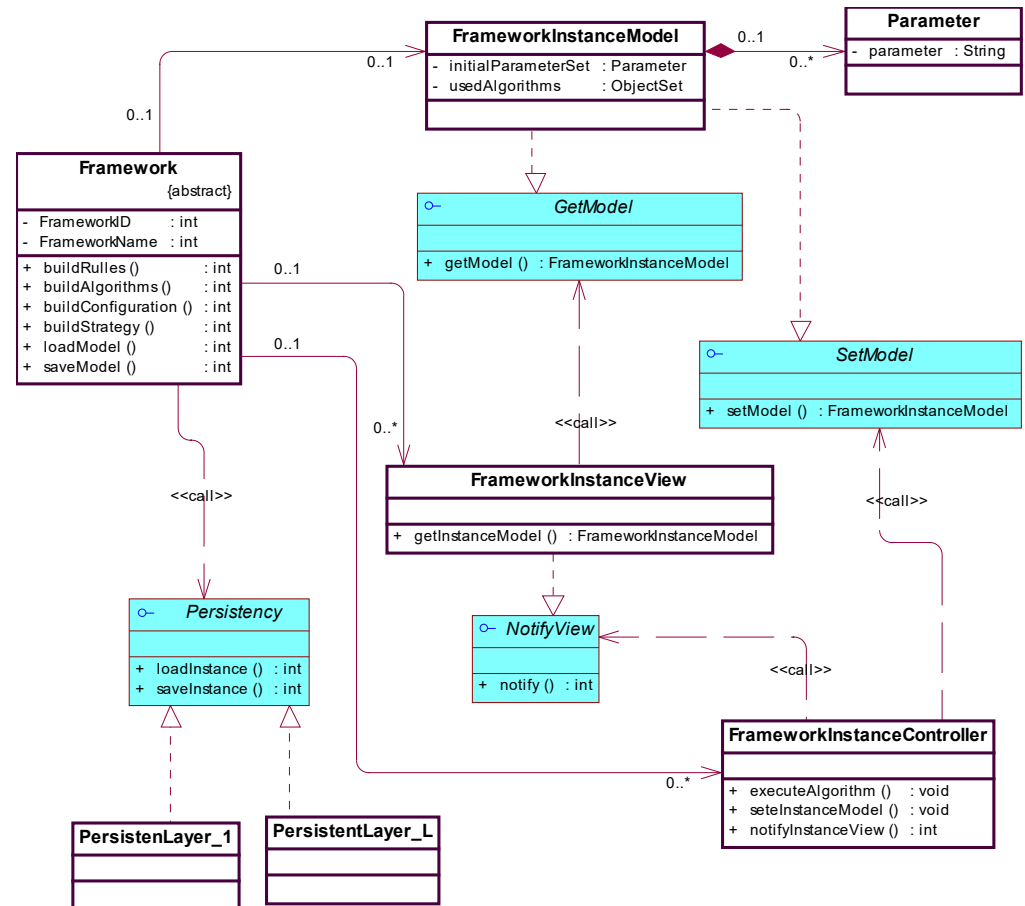 FrameworkInstanceModel
- initialParameterSet : Parameter
- usedAlgorithms : ObjectSet
0..1
0..*
Parameter
- parameter : String
0..1
0..1
Framework
{abstract}
- FrameworkID : int
- FrameworkName : int
+ buildRulles () : int
+ buildAlgorithms () : int
+ buildConfiguration () : int
+ buildStrategy () : int
+ loadModel () : int
+ saveModel () : int
GetModel
+ getModel () : FrameworkInstanceModel
0..1
0..1
0..*
SetModel
+ setModel () : FrameworkInstanceModel
<<call>>
<<call>>
<<call>>
FrameworkInstanceView
+ getInstanceModel () : FrameworkInstanceModel
Persistency
+ loadInstance () : int
+ saveInstance () : int
NotifyView
+ notify () : int
<<call>>
FrameworkInstanceController
+ executeAlgorithm () : void
+ seteInstanceModel () : void
+ notifyInstanceView () : int
0..*
PersistenLayer_1
PersistentLayer_L